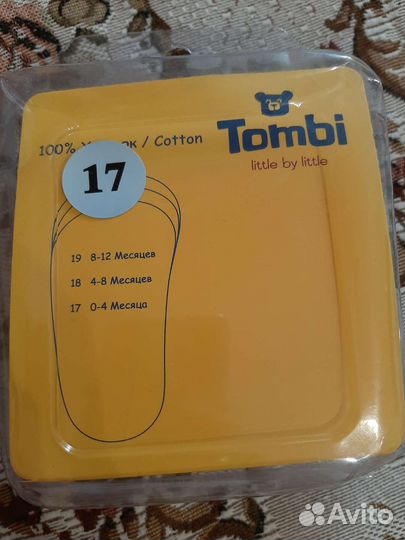 Tombi
little by little
100% / Cotton
17
19 8-12 Месяцев
18 4-8 Месяцев
17 0-4 Месяца
Avito